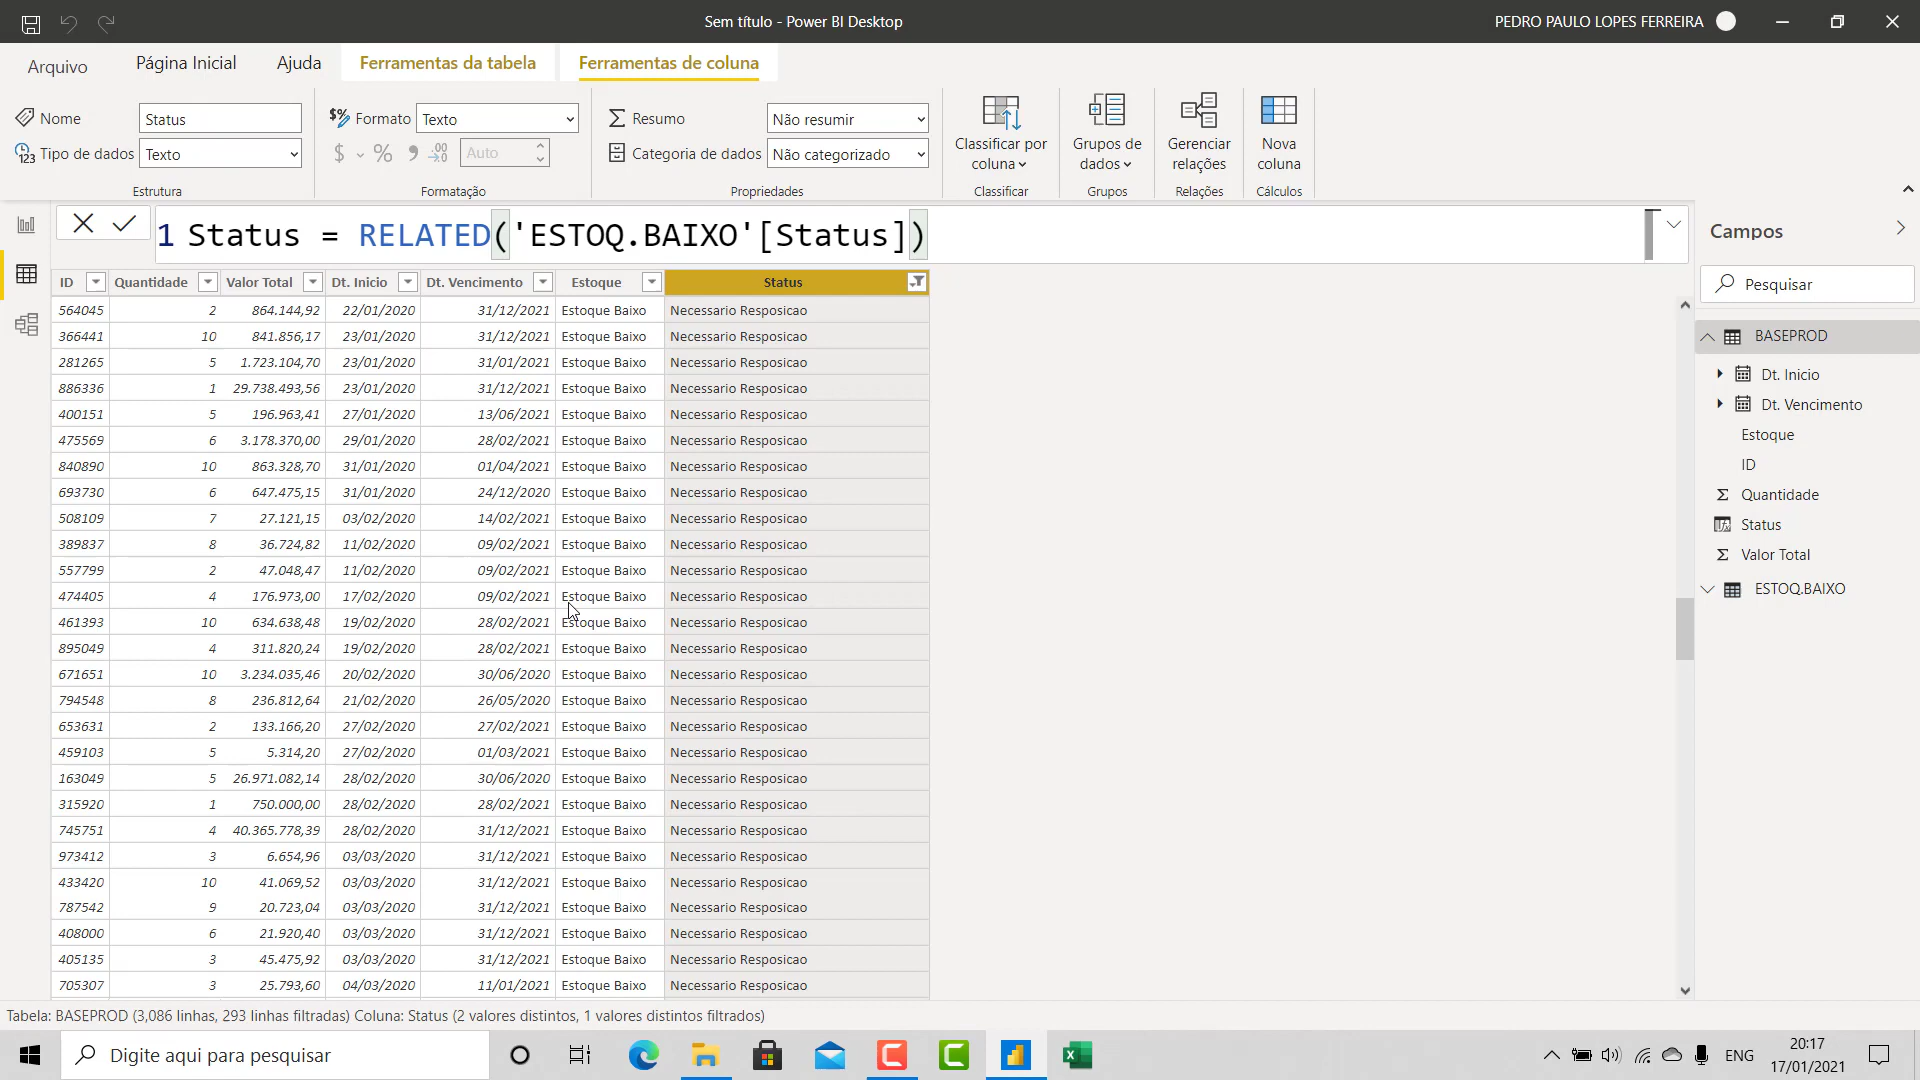 Sem título - Power BI Desktop
PEDRO PAULO LOPES FERREIRA
Arquivo Página Inicial Ajuda Ferramentas da tabela Ferramentas de coluna
Nome Status
Tipo de dados Texto
Estrutura
Formato Texto
$ % Auto
Formatação
Resumo Não resumir
Categoria de dados Não categorizado
Propriedades
Classificar por coluna
Classificar
Grupos de dados
Grupos
Gerenciar relações
Relações
Nova coluna
Cálculos
1 Status = RELATED('ESTOQ.BAIXO'[Status])
ID Quantidade Valor Total Dt. Inicio Dt. Vencimento Estoque Status
564045 2 864.144,92 22/01/2020 31/12/2021 Estoque Baixo Necessario Resposicao
366441 10 841.856,17 23/01/2020 31/12/2021 Estoque Baixo Necessario Resposicao
281265 5 1.723.104,70 23/01/2020 31/01/2021 Estoque Baixo Necessario Resposicao
886336 1 29.738.493,56 23/01/2020 31/12/2021 Estoque Baixo Necessario Resposicao
400151 5 196.963,41 27/01/2020 13/06/2021 Estoque Baixo Necessario Resposicao
475569 6 3.178.370,00 29/01/2020 28/02/2021 Estoque Baixo Necessario Resposicao
840890 10 863.328,70 31/01/2020 01/04/2021 Estoque Baixo Necessario Resposicao
693730 6 647.475,15 31/01/2020 24/12/2020 Estoque Baixo Necessario Resposicao
508109 7 27.121,15 03/02/2020 14/02/2021 Estoque Baixo Necessario Resposicao
389837 8 36.724,82 11/02/2020 09/02/2021 Estoque Baixo Necessario Resposicao
557799 2 47.048,47 11/02/2020 09/02/2021 Estoque Baixo Necessario Resposicao
474405 4 176.973,00 17/02/2020 09/02/2021 Estoque Baixo Necessario Resposicao
461393 10 634.638,48 19/02/2020 28/02/2021 Estoque Baixo Necessario Resposicao
895049 4 311.820,24 19/02/2020 28/02/2021 Estoque Baixo Necessario Resposicao
671651 10 3.234.035,46 20/02/2020 30/06/2020 Estoque Baixo Necessario Resposicao
794548 8 236.812,64 21/02/2020 26/05/2020 Estoque Baixo Necessario Resposicao
653631 2 133.166,20 27/02/2020 27/02/2021 Estoque Baixo Necessario Resposicao
459103 5 5.314,20 27/02/2020 01/03/2021 Estoque Baixo Necessario Resposicao
163049 5 26.971.082,14 28/02/2020 30/06/2020 Estoque Baixo Necessario Resposicao
315920 1 750.000,00 28/02/2020 28/02/2021 Estoque Baixo Necessario Resposicao
745751 4 40.365.778,39 28/02/2020 31/12/2021 Estoque Baixo Necessario Resposicao
973412 3 6.654,96 03/03/2020 31/12/2021 Estoque Baixo Necessario Resposicao
433420 10 41.069,52 03/03/2020 31/12/2021 Estoque Baixo Necessario Resposicao
787542 9 20.723,04 03/03/2020 31/12/2021 Estoque Baixo Necessario Resposicao
408000 6 21.920,40 03/03/2020 31/12/2021 Estoque Baixo Necessario Resposicao
405135 3 45.475,92 03/03/2020 31/12/2021 Estoque Baixo Necessario Resposicao
705307 3 25.793,60 04/03/2020 11/01/2021 Estoque Baixo Necessario Resposicao
Campos
Pesquisar
BASEPROD
Dt. Inicio
Dt. Vencimento
Estoque
ID
Quantidade
Status
Valor Total
ESTOQ.BAIXO
Tabela: BASEPROD (3,086 linhas, 293 linhas filtradas) Coluna: Status (2 valores distintos, 1 valores distintos filtrados)
Digite aqui para pesquisar
ENG
20:17
17/01/2021